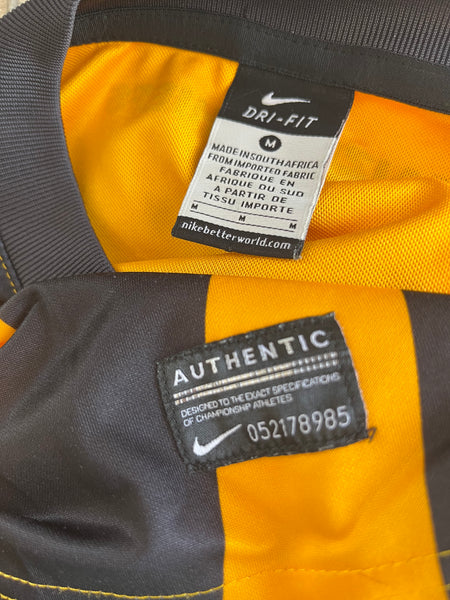 DRI-FIT
M
MADE IN SOUTH AFRICA
FROM IMPORTED FABRIC
FABRIQUE EN
AFRIQUE DU SUD
A PARTIR DE
TISSU IMPORTE
M M M
nikebetterworld.com
AUTHENTIC
DESIGNED TO THE EXACT SPECIFICATIONS
OF CHAMPIONSHIP ATHLETES
052178985